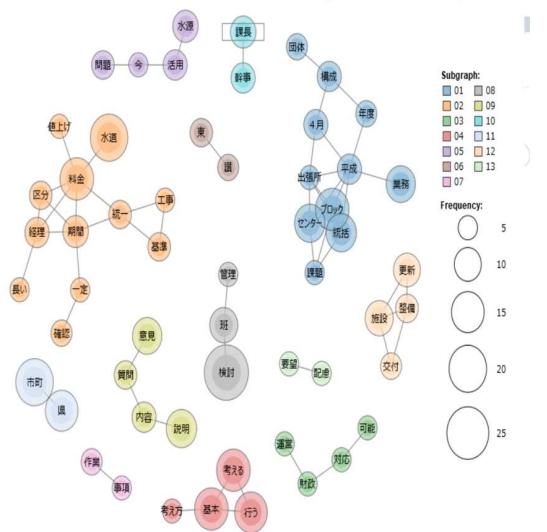 水源
問題
今
活用
課長
幹事
団体
構成
4月
年度
平成
出張所
業務
ブロック
センター
統括
課題
値上げ
水道
料金
区分
工事
統一
経理
期間
基準
長い
一定
確認
東
讃
管理
班
検討
更新
施設
整備
交付
意見
質問
内容
説明
要望
配慮
市町
県
作業
事項
考える
考え方
基本
行う
運営
可能
対応
財政
Subgraph:
01 08
02 09
03 10
04 11
05 12
06 13
07
Frequency:
5
10
15
20
25